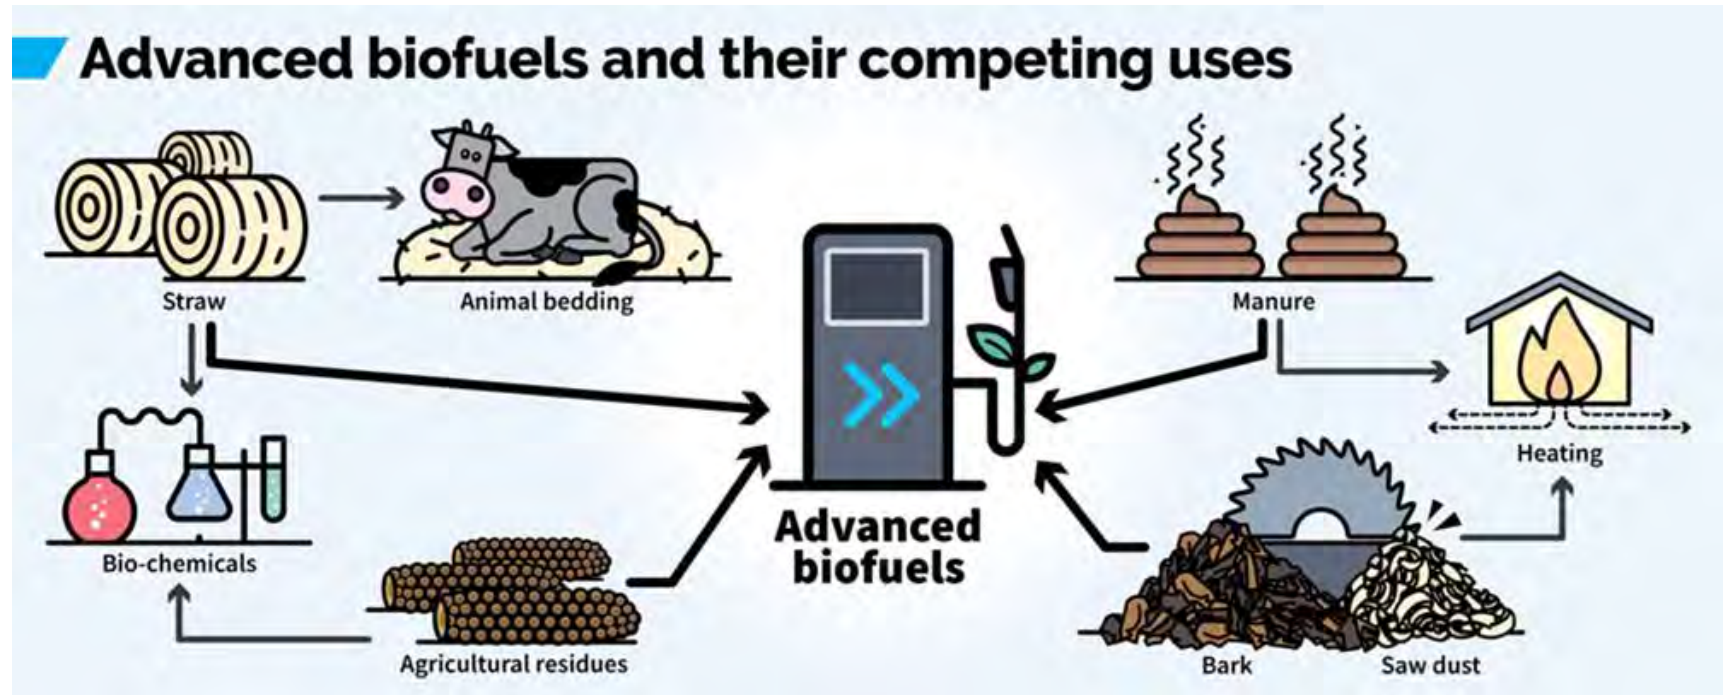 Advanced biofuels and their competing uses
Straw
Animal bedding
Manure
Heating
Advanced
biofuels
Bio-chemicals
Agricultural residues
Bark
Saw dust